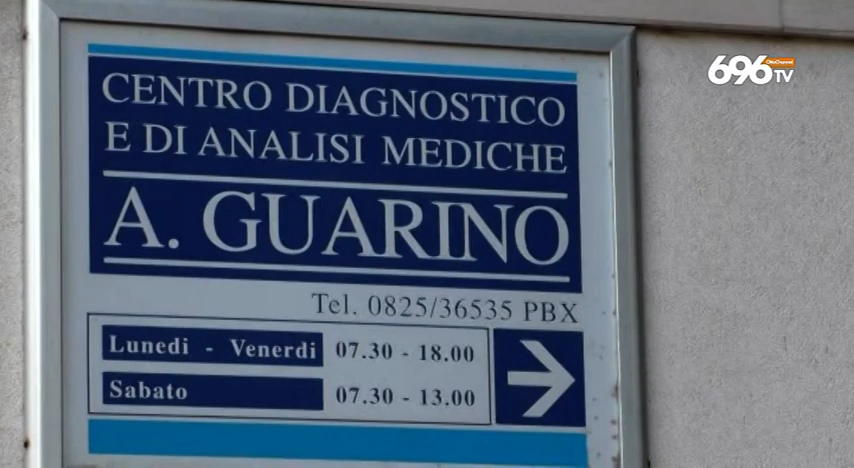 CENTRO DIAGNOSTICO
E DI ANALISI MEDICHE
A. GUARINO
Tel. 0825/36535 PBX
Lunedi - Venerdi 07.30 - 18.00
Sabato 07.30 - 13.00
696 OttoChannel TV